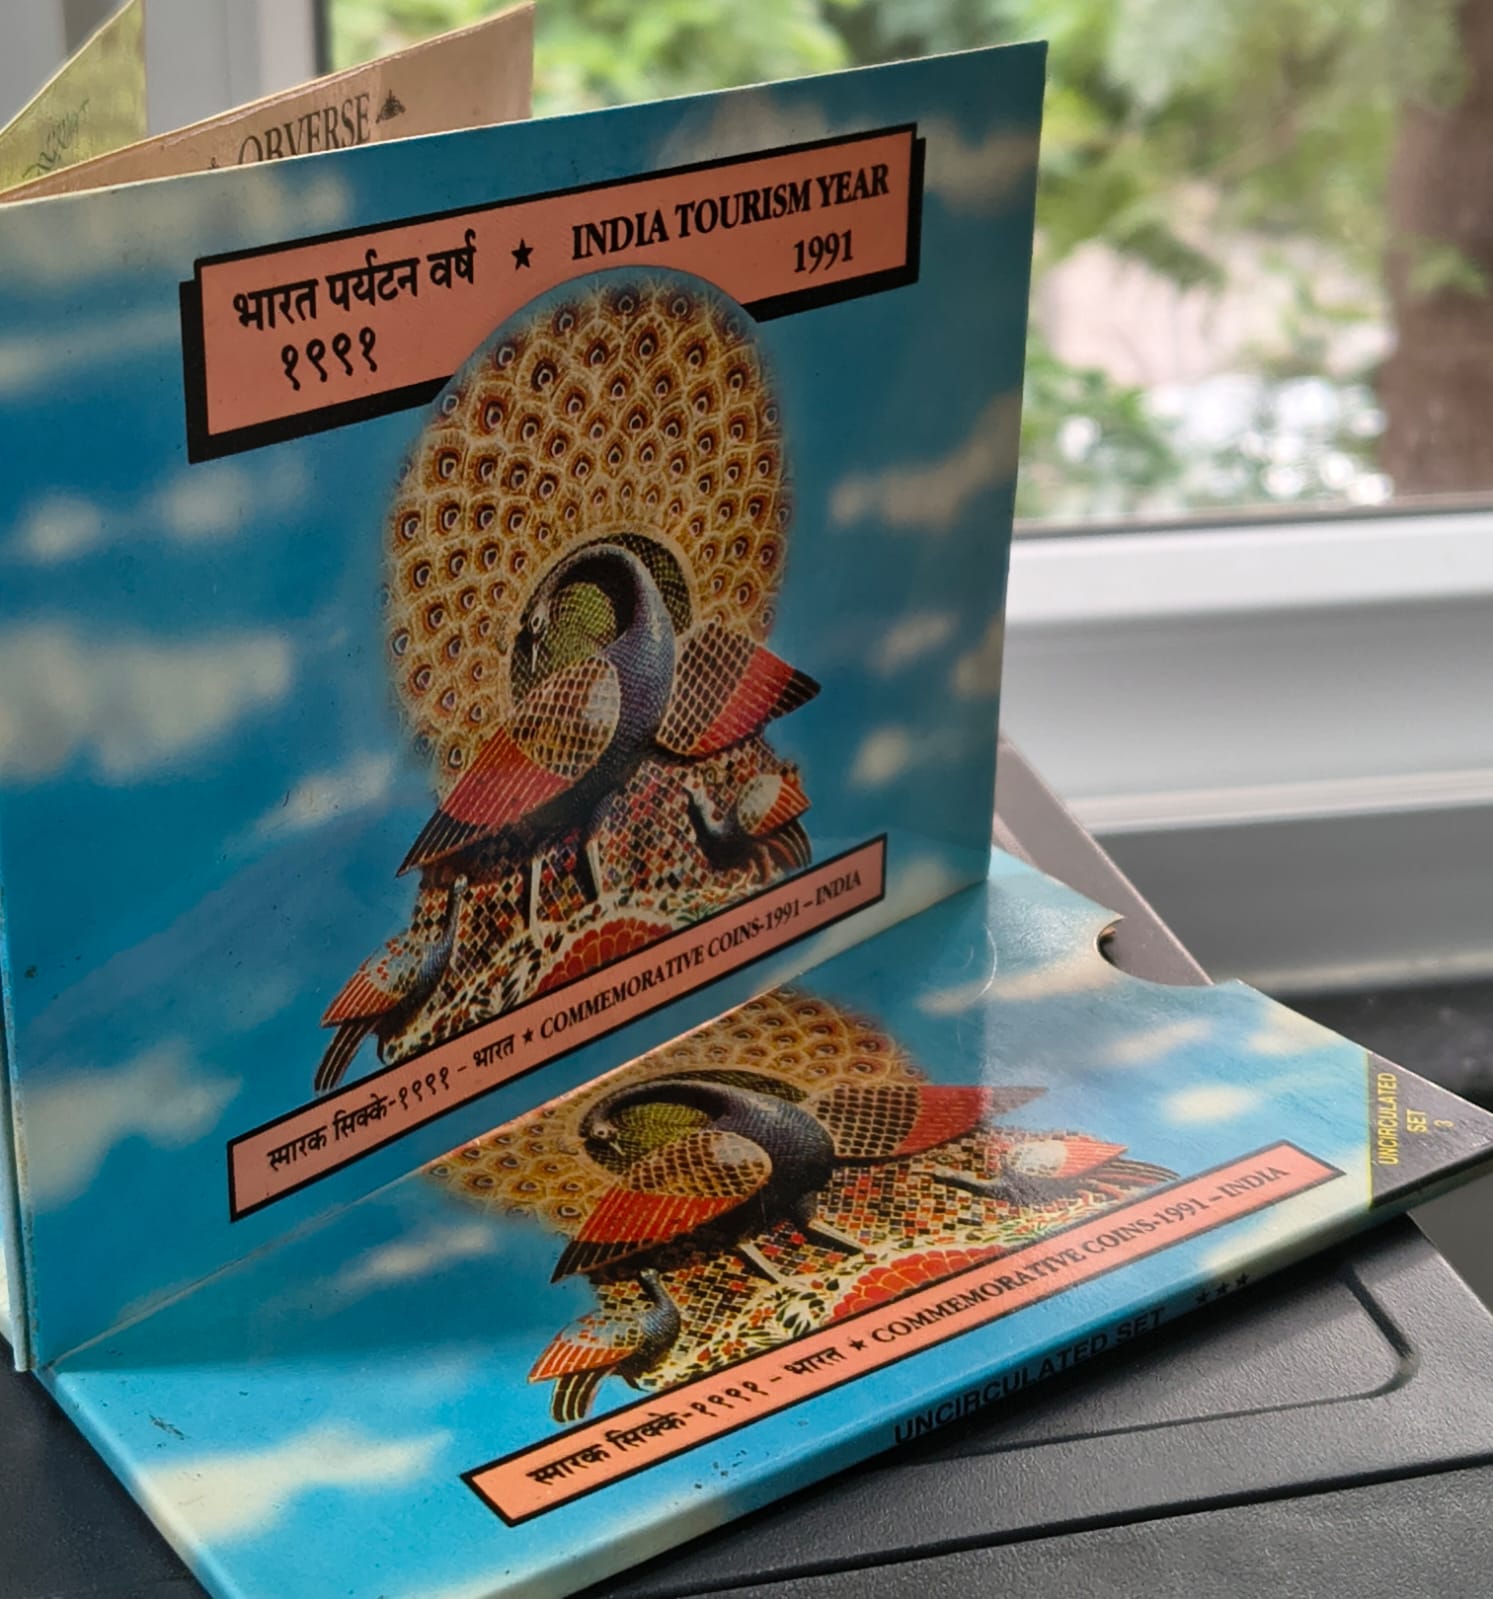 OBVERSE
भारत पर्यटन वर्ष ★ INDIA TOURISM YEAR
१९९१ 1991
स्मारक सिक्के-१९९१ – भारत ★ COMMEMORATIVE COINS-1991 – INDIA
UNCIRCULATED
SET
3
स्मारक सिक्के-१९९१ – भारत ★ COMMEMORATIVE COINS-1991 – INDIA
UNCIRCULATED SET ★★★